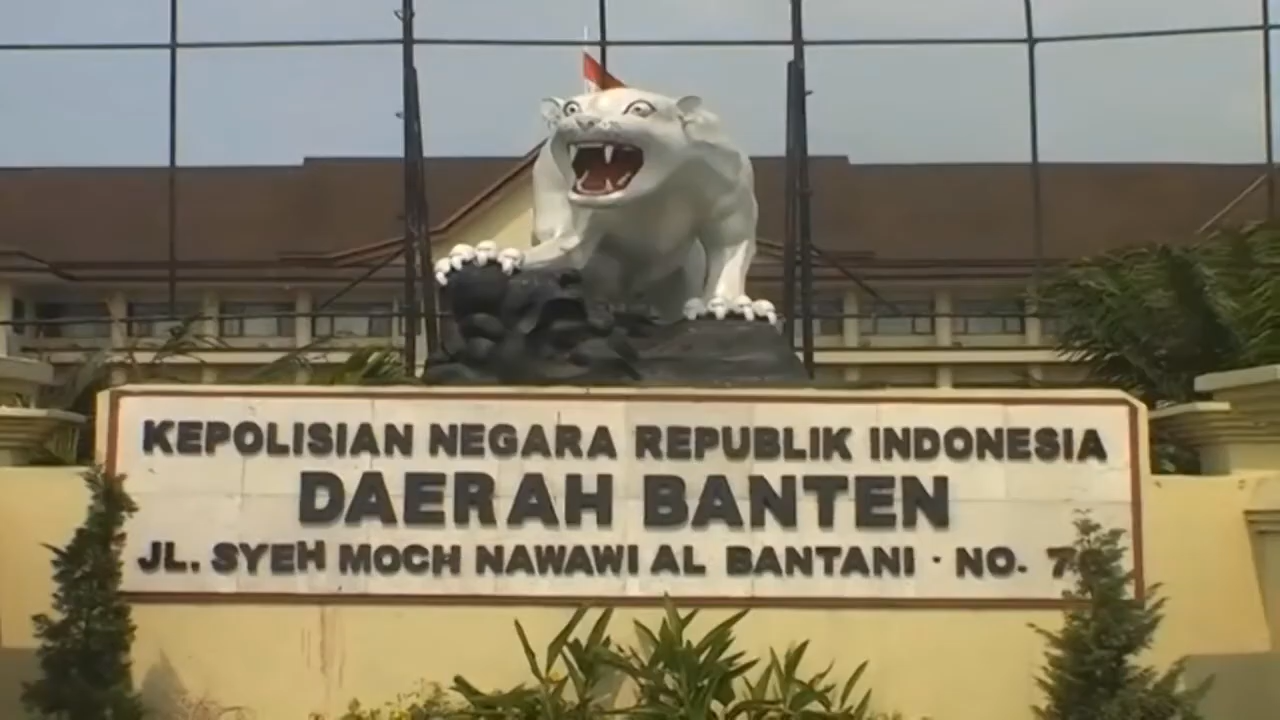 KEPOLISIAN NEGARA REPUBLIK INDONESIA
DAERAH BANTEN
JL. SYEH MOCH NAWAWI AL BANTANI · NO.